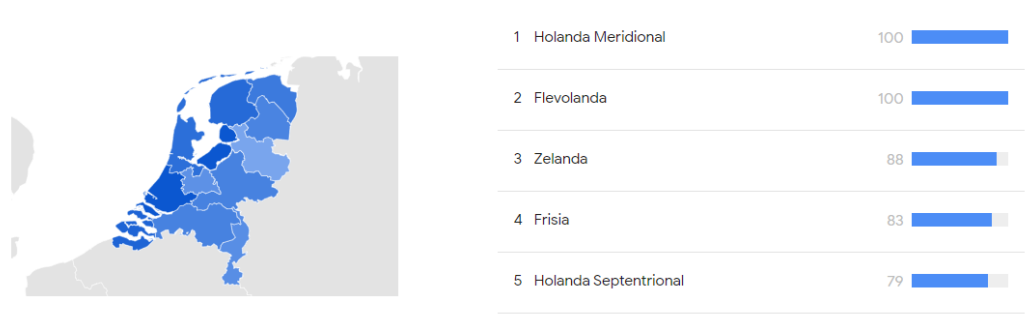 1 Holanda Meridional 100
2 Flevolanda 100
3 Zelanda 88
4 Frisia 83
5 Holanda Septentrional 79